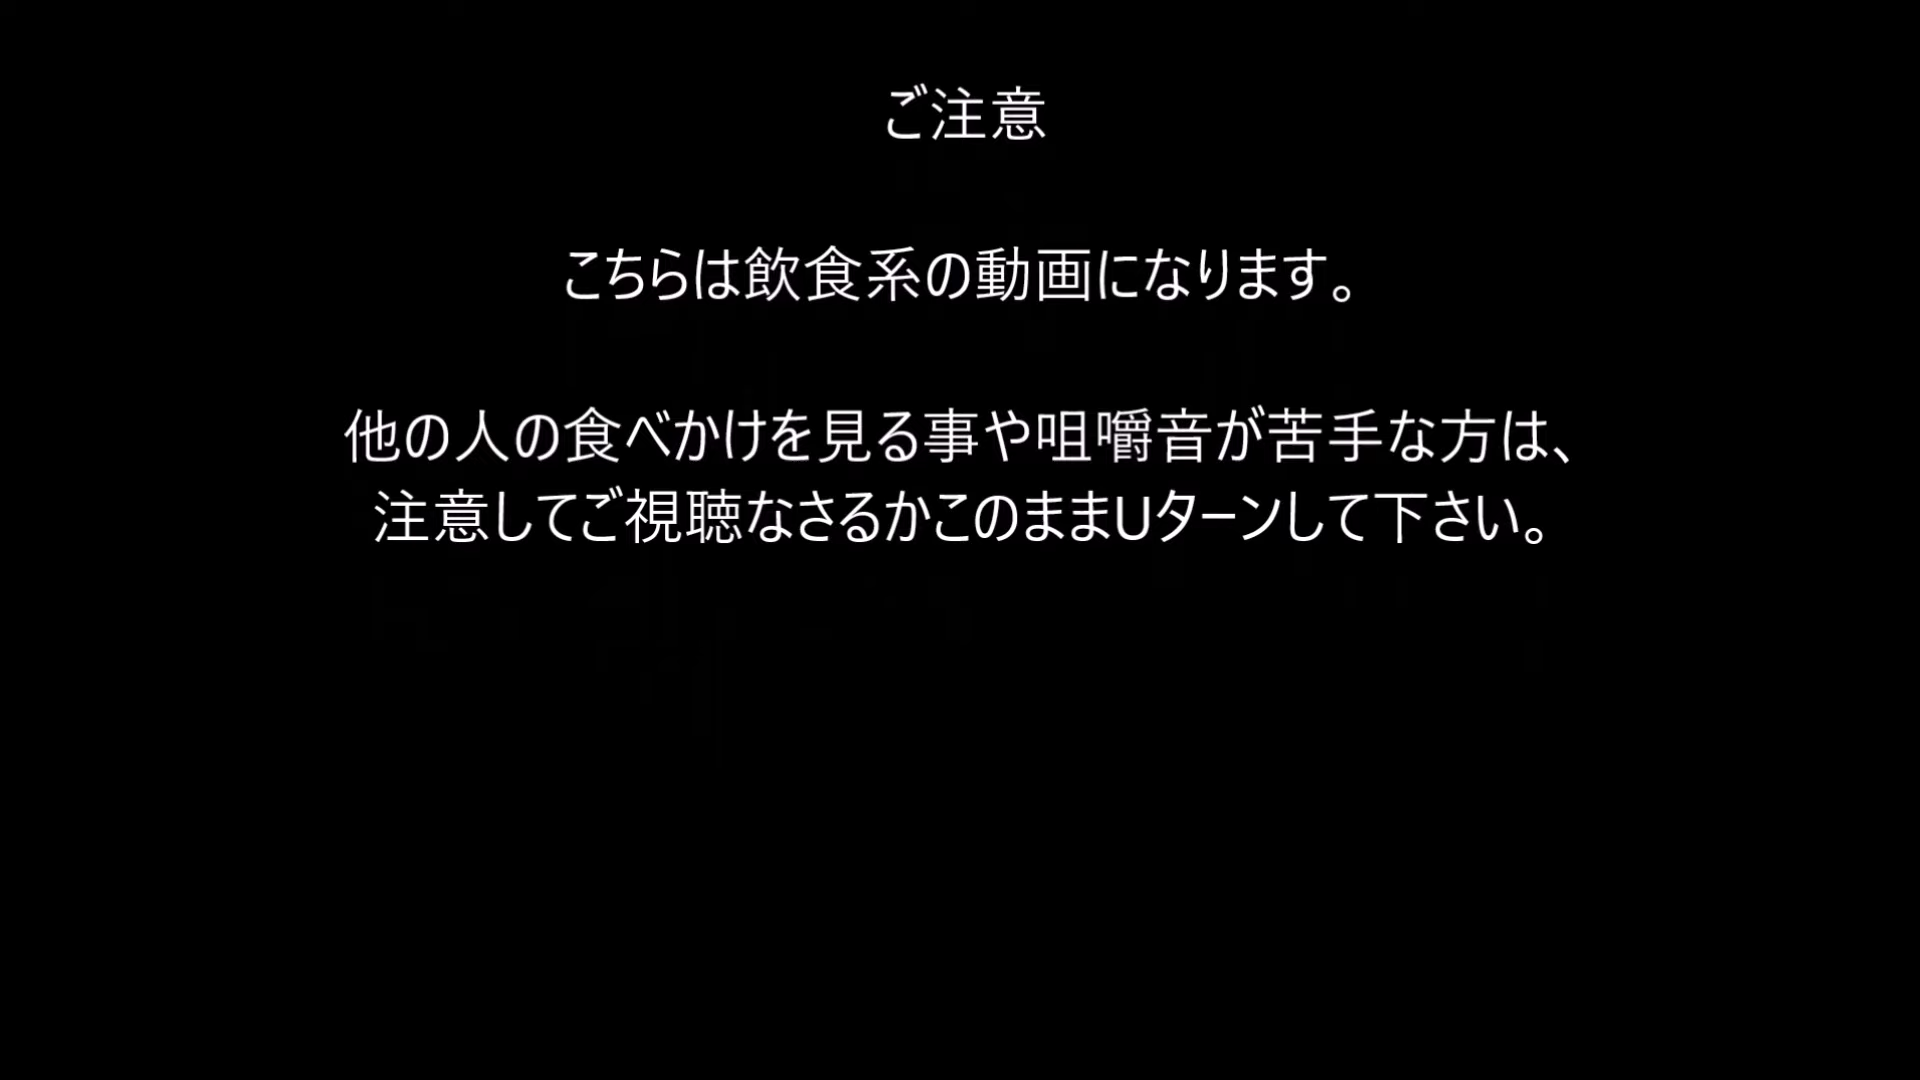 ご注意
こちらは飲食系の動画になります。
他の人の食べかけを見る事や咀嚼音が苦手な方は、
注意してご視聴なさるかこのままUターンして下さい。